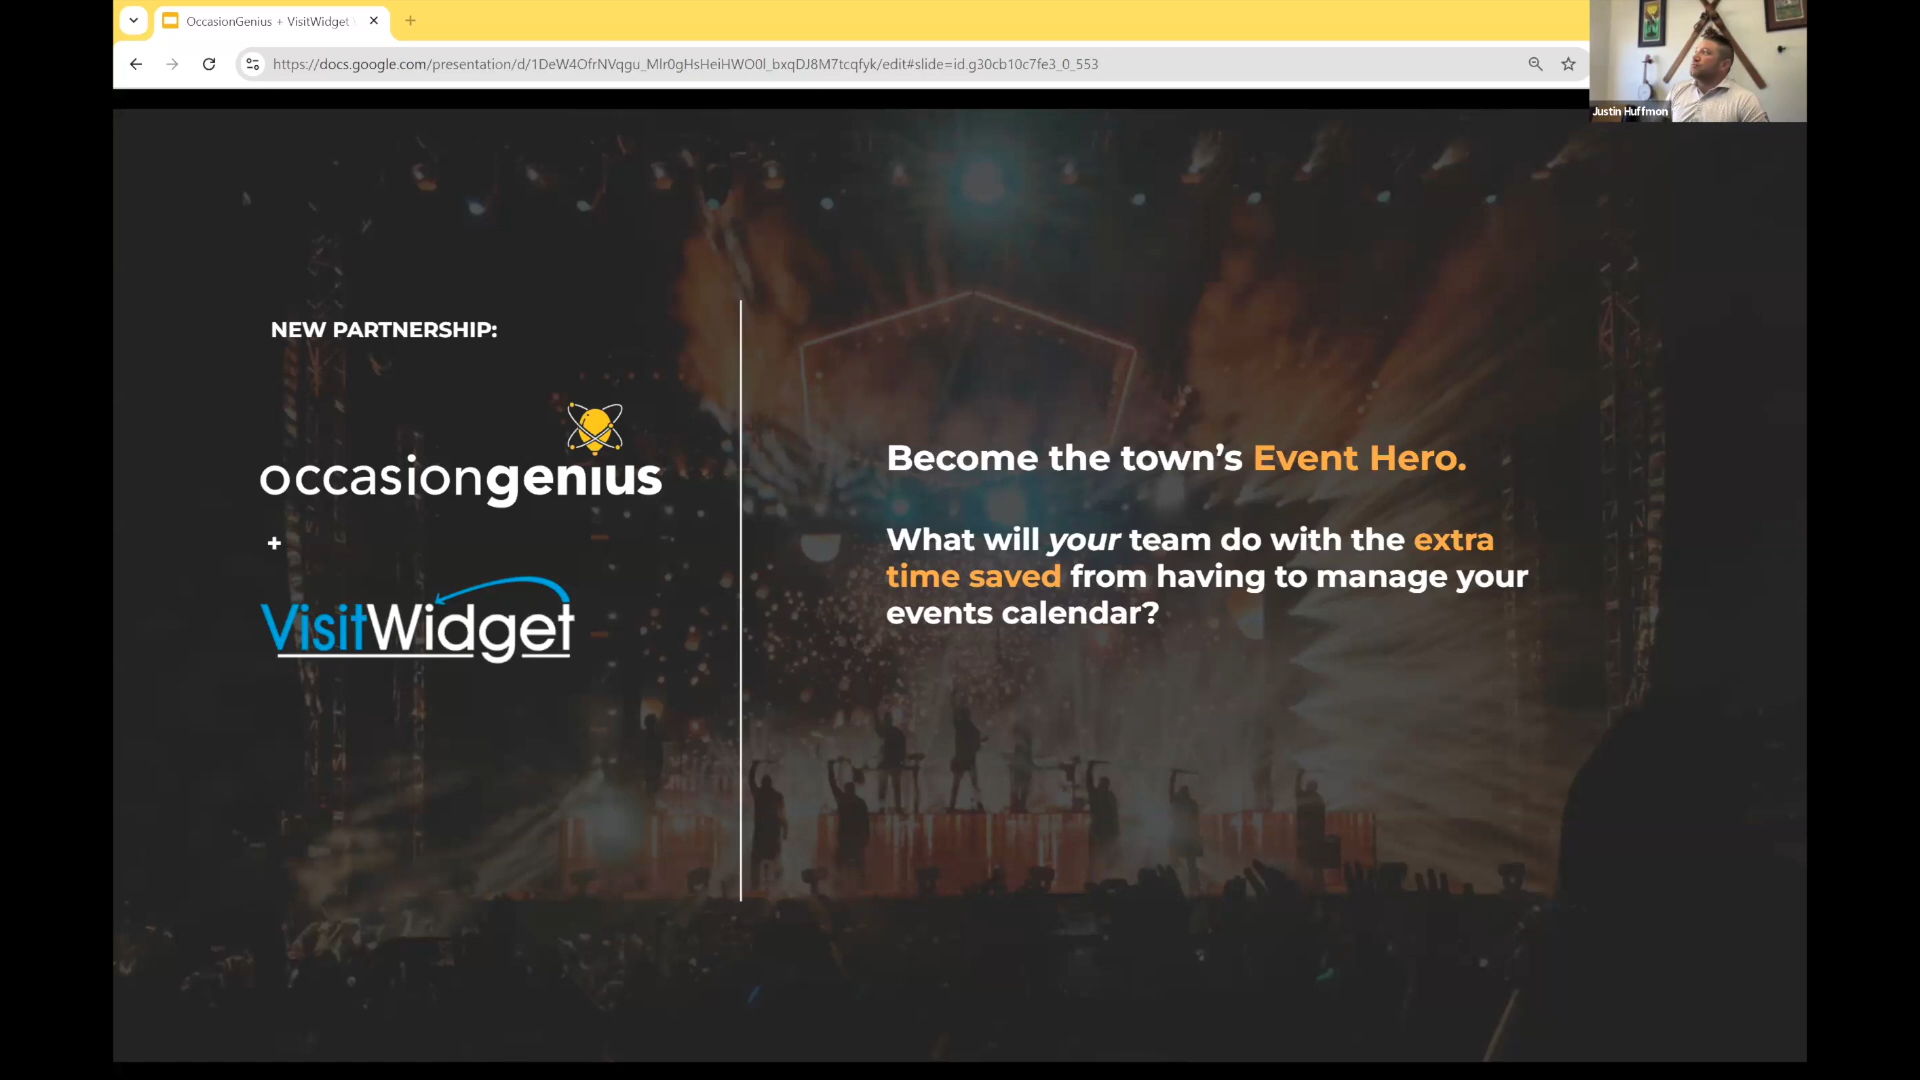 OccasionGenius + VisitWidget
https://docs.google.com/presentation/d/1DeW4OfrNVqgu_Mlr0gHsHeiHWO0l_bxqDJ8M7tcqfyk/edit#slide=id.g30cb10c7fe3_0_553
Justin Huffmon
NEW PARTNERSHIP:
occasiongenius
+
VisitWidget
Become the town’s Event Hero.
What will your team do with the extra
time saved from having to manage your
events calendar?